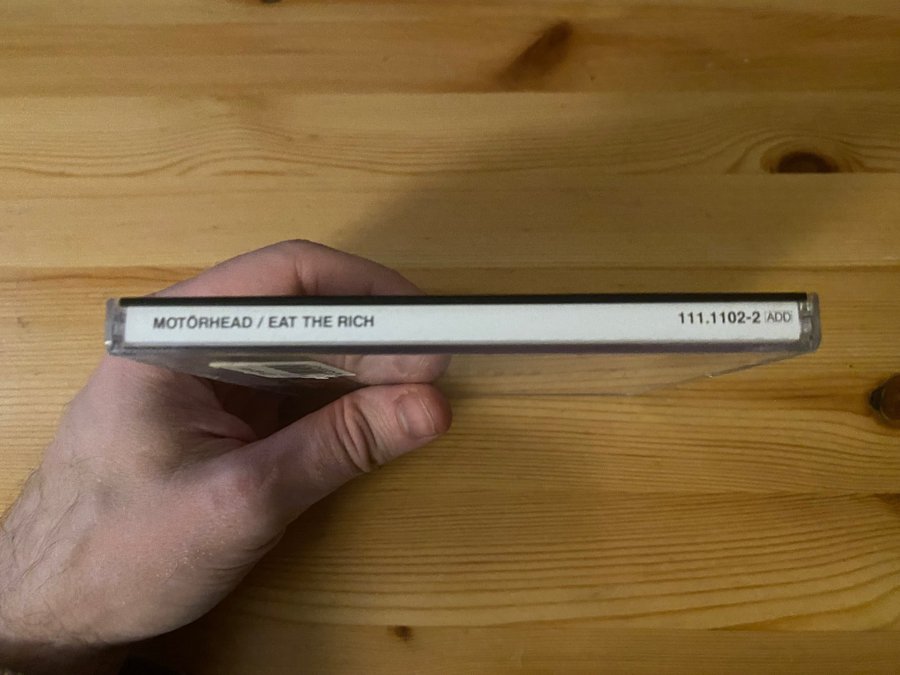 MOTÖRHEAD / EAT THE RICH
111.1102-2 ADD